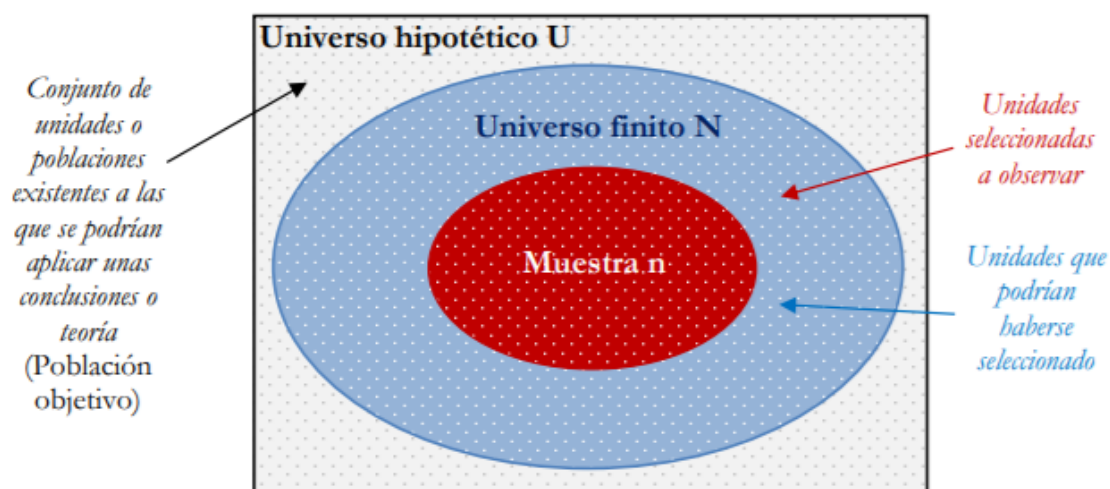 Universo hipotético U
Conjunto de
unidades o
poblaciones
existentes a las
que se podrían
aplicar unas
conclusiones o
teoría
(Población
objetivo)
Universo finito N
Muestra n
Unidades
seleccionadas
a observar
Unidades que
podrían
haberse
seleccionado